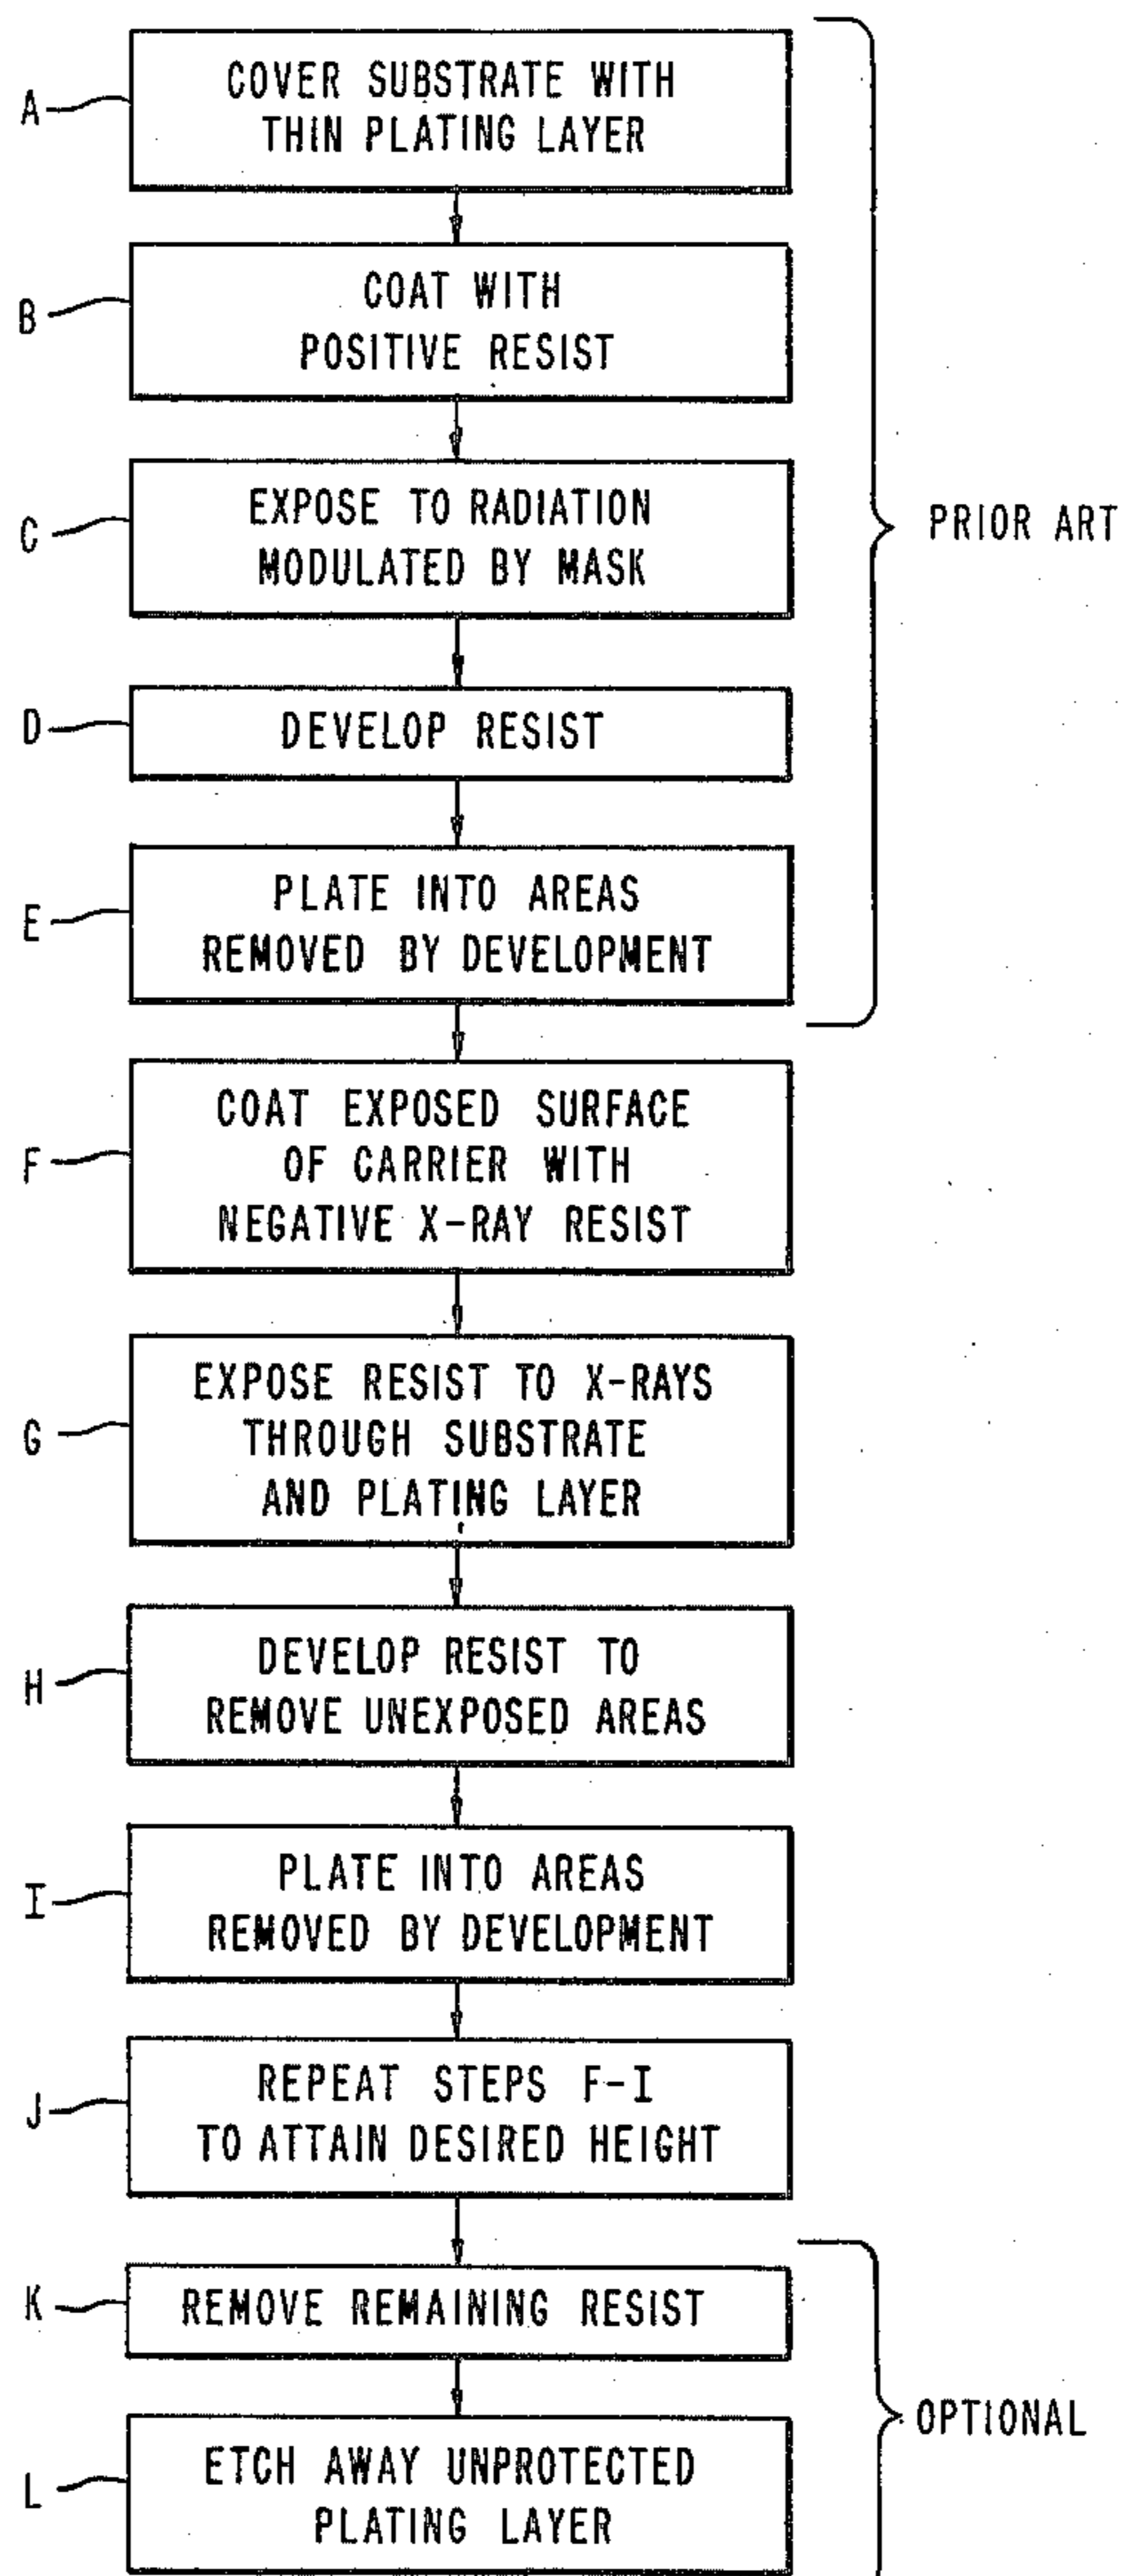 A
COVER SUBSTRATE WITH
THIN PLATING LAYER
B
COAT WITH
POSITIVE RESIST
C
EXPOSE TO RADIATION
MODULATED BY MASK
PRIOR ART
D
DEVELOP RESIST
E
PLATE INTO AREAS
REMOVED BY DEVELOPMENT
F
COAT EXPOSED SURFACE
OF CARRIER WITH
NEGATIVE X-RAY RESIST
G
EXPOSE RESIST TO X-RAYS
THROUGH SUBSTRATE
AND PLATING LAYER
H
DEVELOP RESIST TO
REMOVE UNEXPOSED AREAS
I
PLATE INTO AREAS
REMOVED BY DEVELOPMENT
J
REPEAT STEPS F-I
TO ATTAIN DESIRED HEIGHT
K
REMOVE REMAINING RESIST
OPTIONAL
L
ETCH AWAY UNPROTECTED
PLATING LAYER